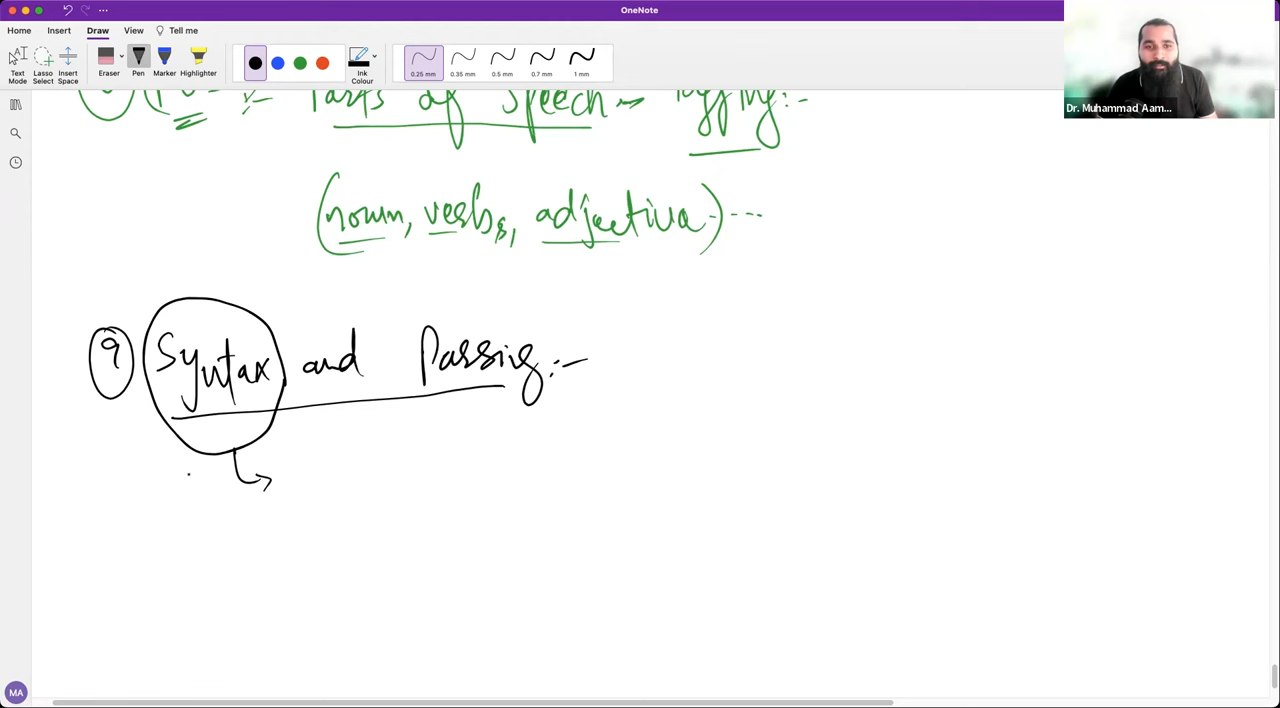 OneNote
Home Insert Draw View Tell me
Text Mode Lasso Select Insert Space Eraser Pen Marker Highlighter Ink Colour 0.25 mm 0.35 mm 0.5 mm 0.7 mm 1 mm
Dr. Muhammad Aam...
Parts of Speech Tagging:-
(noun, verbs, adjective) ...
9 Syntax and Passing:-
MA